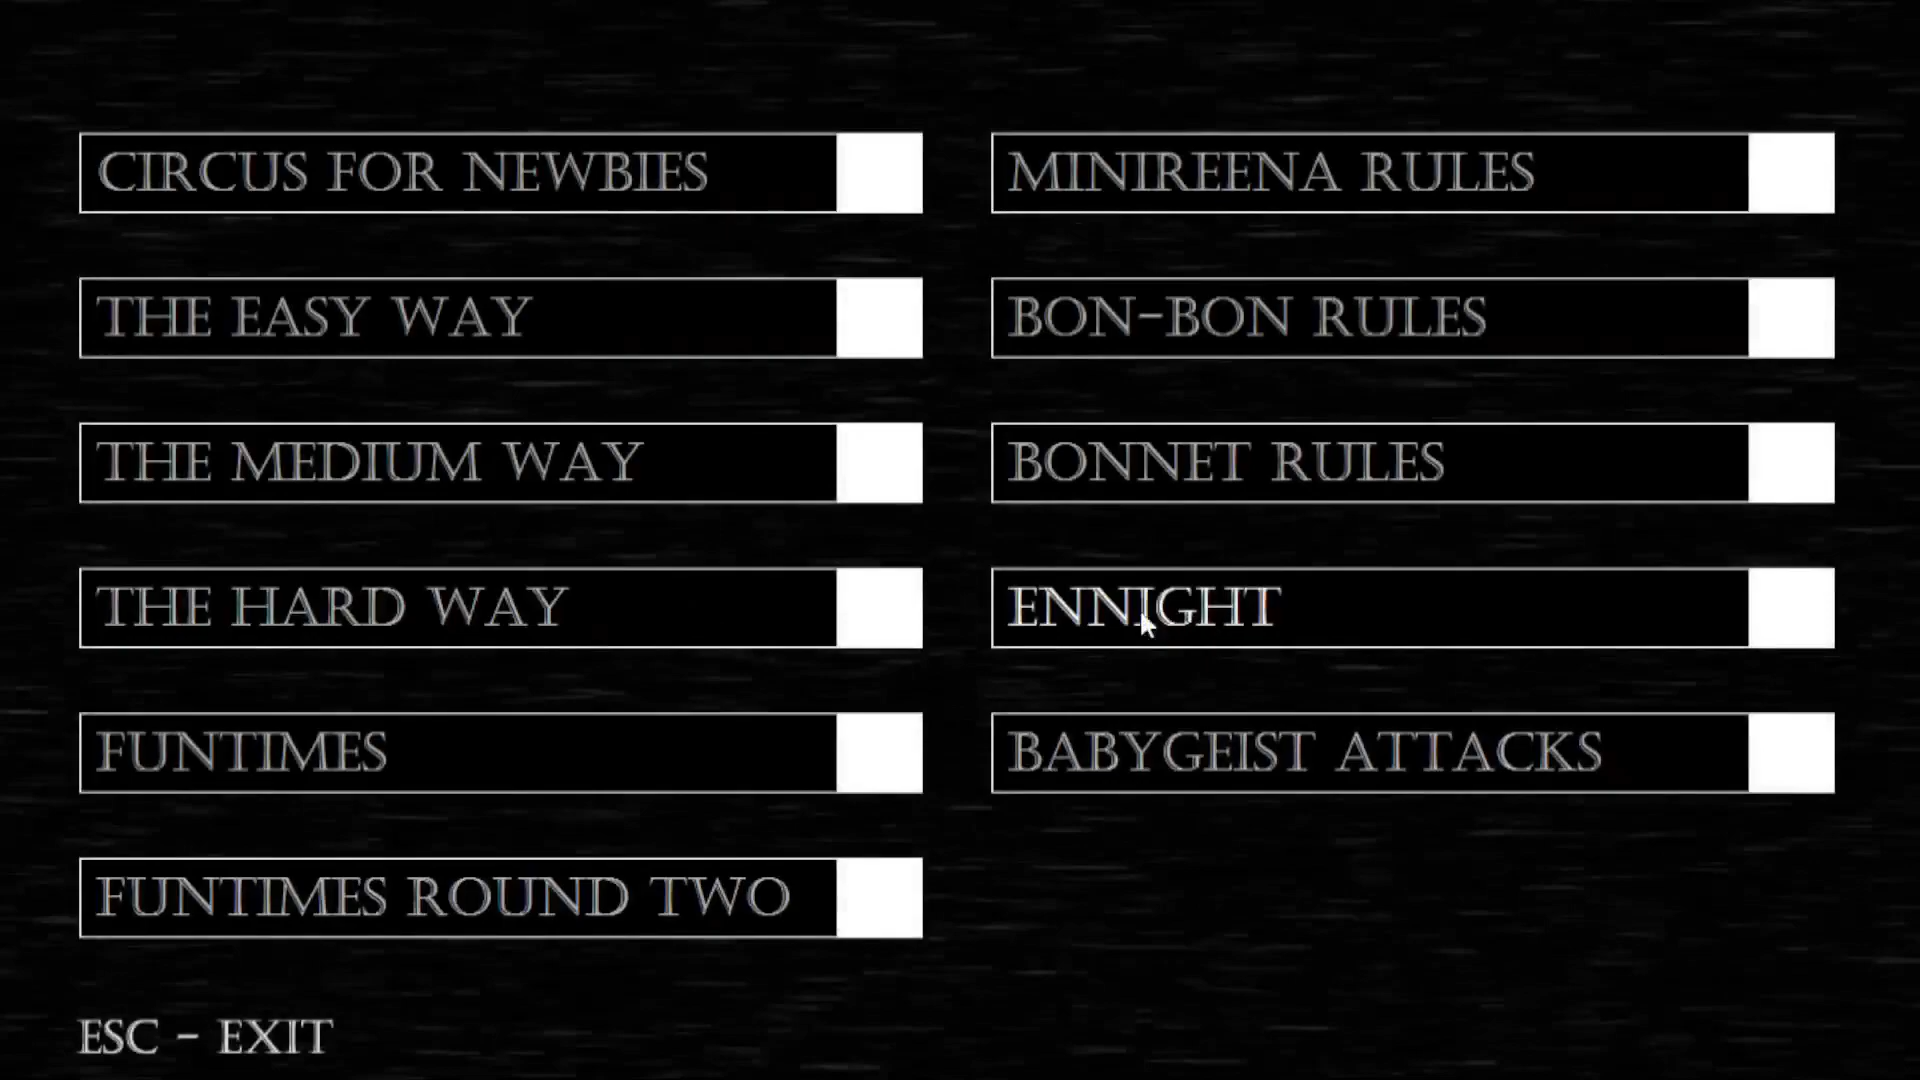 CIRCUS FOR NEWBIES
THE EASY WAY
THE MEDIUM WAY
THE HARD WAY
FUNTIMES
FUNTIMES ROUND TWO
MINIREENA RULES
BON-BON RULES
BONNET RULES
ENNIGHT
BABYGEIST ATTACKS
ESC - EXIT